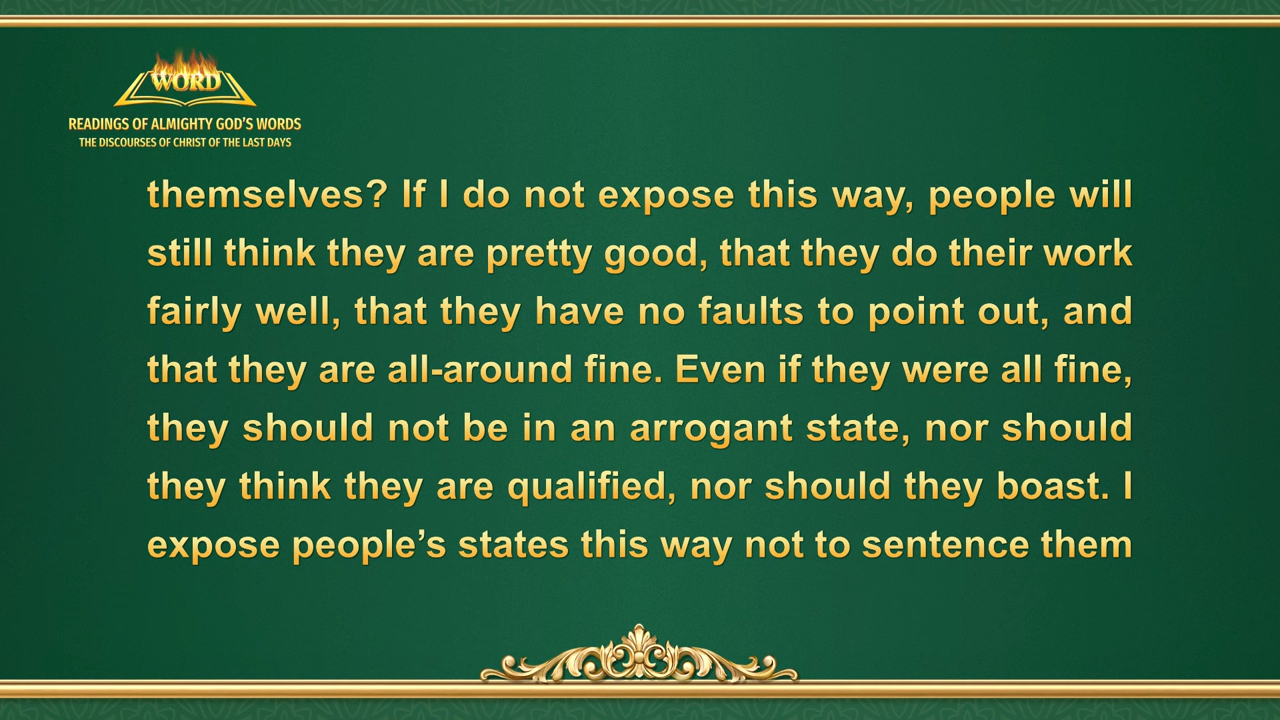 WORD
READINGS OF ALMIGHTY GOD'S WORDS
THE DISCOURSES OF CHRIST OF THE LAST DAYS
themselves? If I do not expose this way, people will
still think they are pretty good, that they do their work
fairly well, that they have no faults to point out, and
that they are all-around fine. Even if they were all fine,
they should not be in an arrogant state, nor should
they think they are qualified, nor should they boast. I
expose people’s states this way not to sentence them